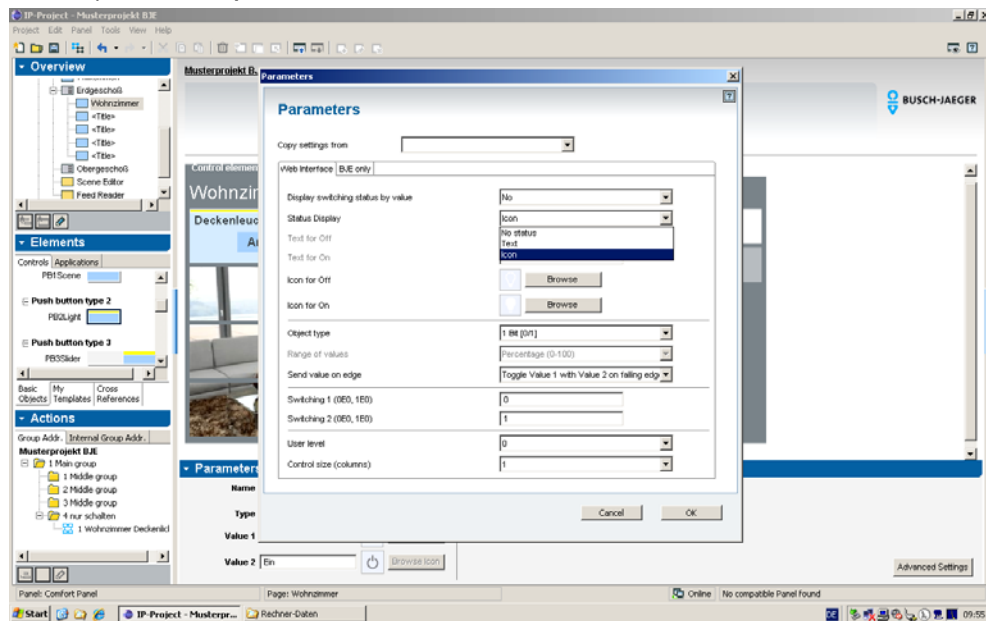 IP-Project - Musterprojekt BJE
Project Edit Panel Tools View Help
Overview
Erdgeschoß
Wohnzimmer
<Title>
<Title>
<Title>
<Title>
Obergeschoß
Scene Editor
Feed Reader
Elements
Controls Applications
PB1Scene
Push button type 2
PB2Light
Push button type 3
PB3Slider
Basic Objects My Templates Cross References
Actions
Group Addr. Internal Group Addr.
Musterprojekt BJE
1 Main group
1 Middle group
2 Middle group
3 Middle group
4 nur schalten
1 Wohnzimmer Deckenlicl
Musterprojekt B
BUSCH-JAEGER
Control elemen
Wohnzir
Deckenleuc
Parameters
Parameters
Copy settings from
Web Interface BJE only
Display switching status by value No
Status Display Icon
No status
Text
Icon
Text for Off
Text for On
Icon for Off Browse
Icon for On Browse
Object type 1 Bit [0/1]
Range of values Percentage (0-100)
Send value on edge Toggle Value 1 with Value 2 on falling edge
Switching 1 (0E0, 1E0) 0
Switching 2 (0E0, 1E0) 1
User level 0
Control size (columns) 1
Cancel OK
Parameters
Name
Type
Value 1
Value 2 Ein Browse Icon
Advanced Settings
Panel: Comfort Panel Page: Wohnzimmer Online No compatible Panel found
Start IP-Project - Musterpr... Rechner-Daten DE 09:55